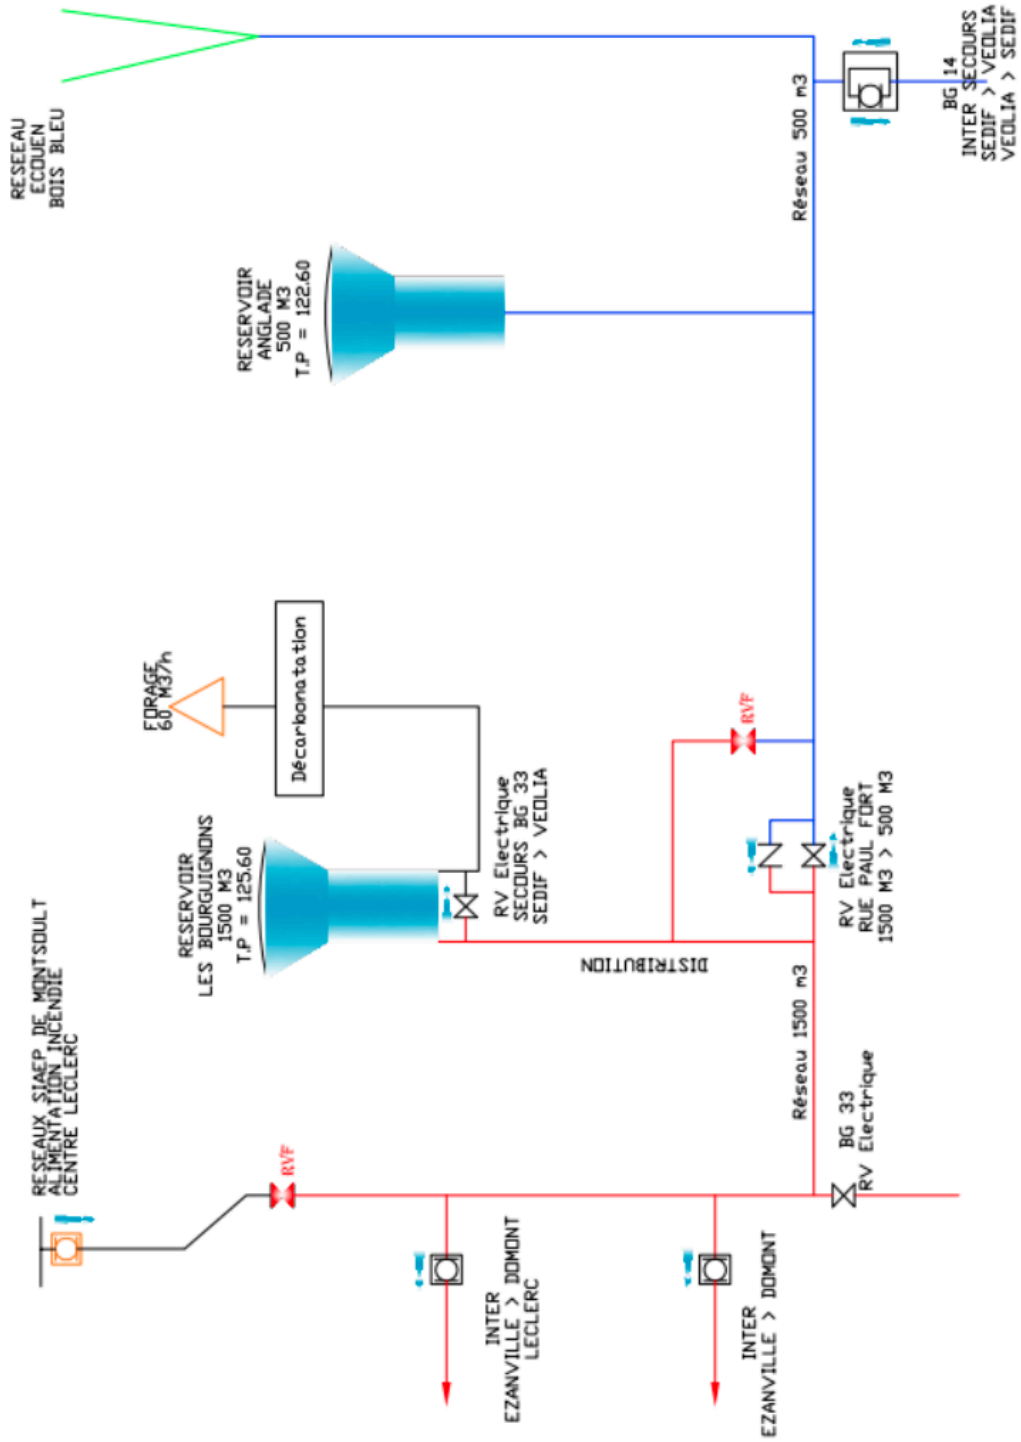 RESEEAU
ECOUEN
BOIS BLEU
Réseau 500 m3
BG 14
INTER SECOURS
SEDIF > VEOLIA
VEOLIA > SEDIF
RESERVOIR
ANGLADE
500 M3
T.P = 122.60
FORAGE
60 M3/h
Décarbonatation
RESERVOIR
LES BOURGUIGNONS
1500 M3
T.P = 125.60
RV Electrique
SECOURS BG 33
SEDIF > VEOLIA
RVF
RV Electrique
RUE PAUL FORT
1500 M3 > 500 M3
DISTRIBUTION
Réseau 1500 m3
RESEAUX SIAEP DE MONTSOULT
ALIMENTATION INCENDIE
CENTRE LECLERC
RVF
BG 33
RV Electrique
INTER
EZANVILLE > DOMONT
LECLERC
INTER
EZANVILLE > DOMONT